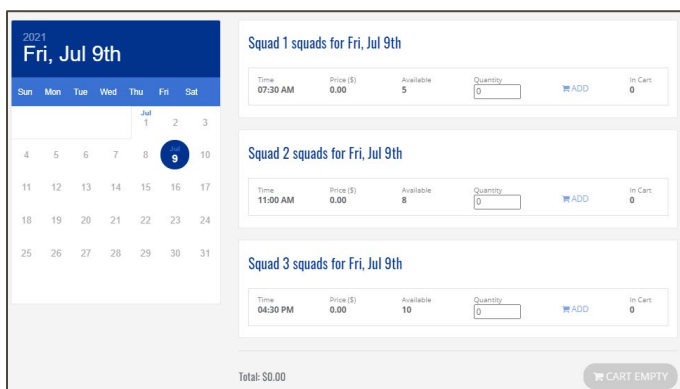 2021
Fri, Jul 9th
Sun Mon Tue Wed Thu Fri Sat
Jul
1 2 3
4 5 6 7 8 Jul 9 10
11 12 13 14 15 16 17
18 19 20 21 22 23 24
25 26 27 28 29 30 31
Squad 1 squads for Fri, Jul 9th
Time Price ($) Available Quantity In Cart
07:30 AM 0.00 5 0 ADD 0
Squad 2 squads for Fri, Jul 9th
Time Price ($) Available Quantity In Cart
11:00 AM 0.00 8 0 ADD 0
Squad 3 squads for Fri, Jul 9th
Time Price ($) Available Quantity In Cart
04:30 PM 0.00 10 0 ADD 0
Total: $0.00
CART EMPTY